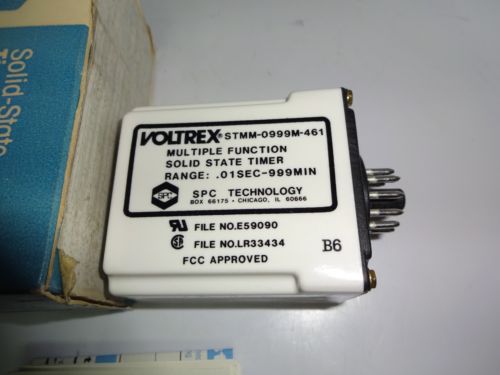 Solid-State
VOLTREX® STMM-0999M-461
MULTIPLE FUNCTION
SOLID STATE TIMER
RANGE: .01SEC-999MIN
SPC
SPC TECHNOLOGY
BOX 66175 • CHICAGO, IL 60666
FILE NO.E59090
FILE NO.LR33434
FCC APPROVED
B6